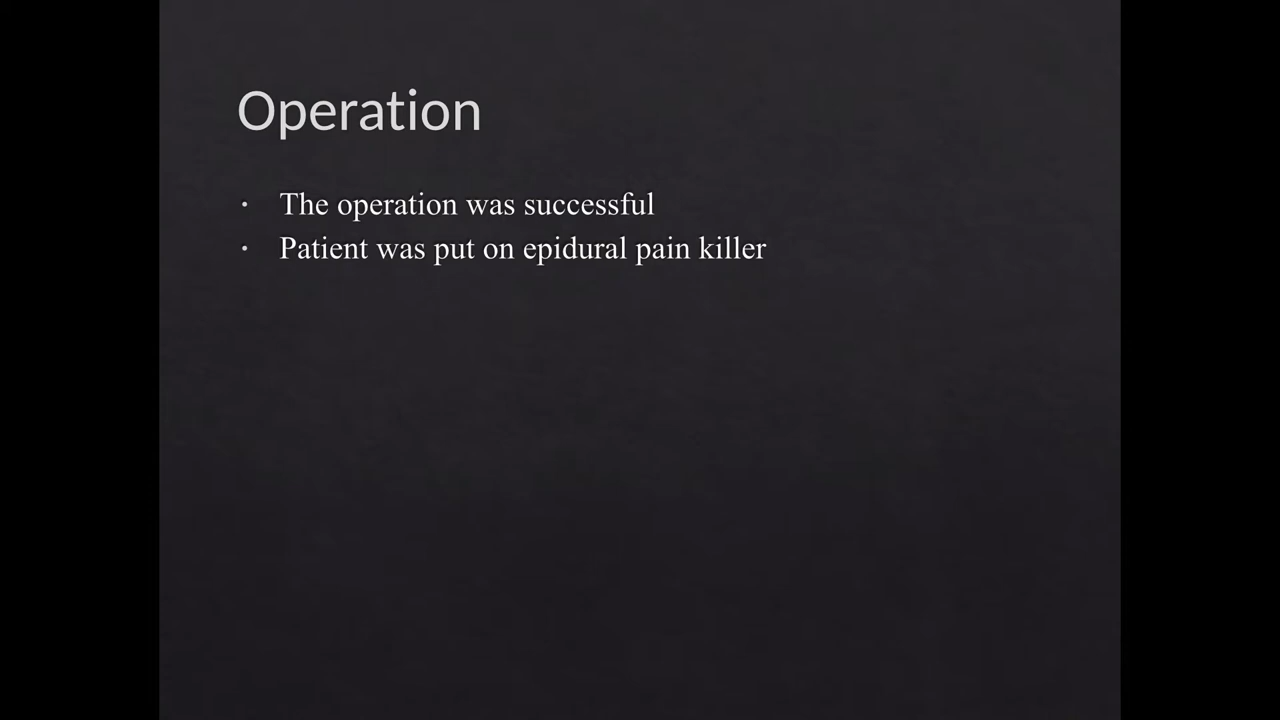 Operation
· The operation was successful
· Patient was put on epidural pain killer